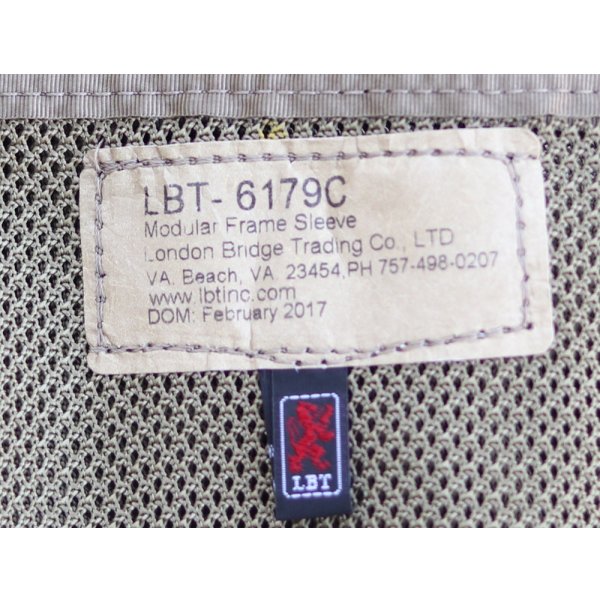 LBT- 6179C
Modular Frame Sleeve
London Bridge Trading Co., LTD
VA. Beach, VA. 23454,PH 757-498-0207
www.lbtinc.com
DOM: February 2017
LBT